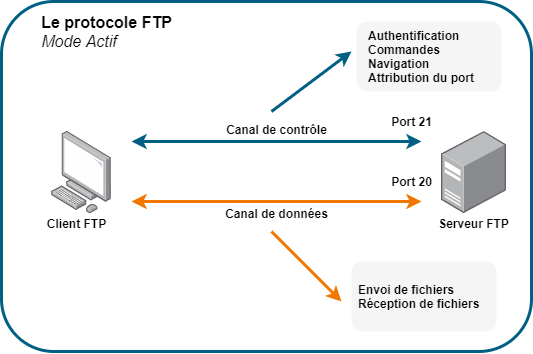 Le protocole FTP
Mode Actif
Authentification
Commandes
Navigation
Attribution du port
Port 21
Canal de contrôle
Port 20
Canal de données
Client FTP
Serveur FTP
Envoi de fichiers
Réception de fichiers